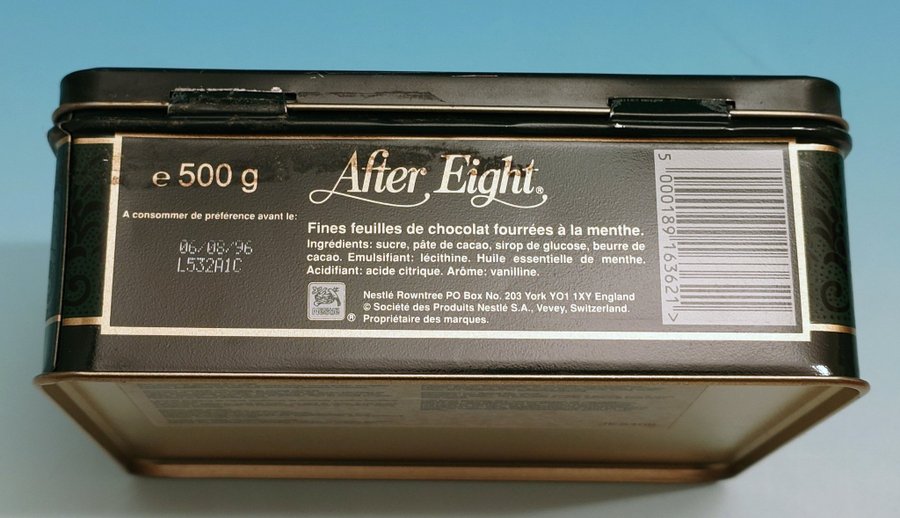 ℮ 500 g
After Eight®
A consommer de préférence avant le:
06/08/96
L532A1C
Fines feuilles de chocolat fourrées à la menthe.
Ingrédients: sucre, pâte de cacao, sirop de glucose, beurre de
cacao. Emulsifiant: lécithine. Huile essentielle de menthe.
Acidifiant: acide citrique. Arôme: vanilline.
Nestlé ®
Nestlé Rowntree PO Box No. 203 York YO1 1XY England
© Société des Produits Nestlé S.A., Vevey, Switzerland.
Propriétaire des marques.
5 000189 163621 >